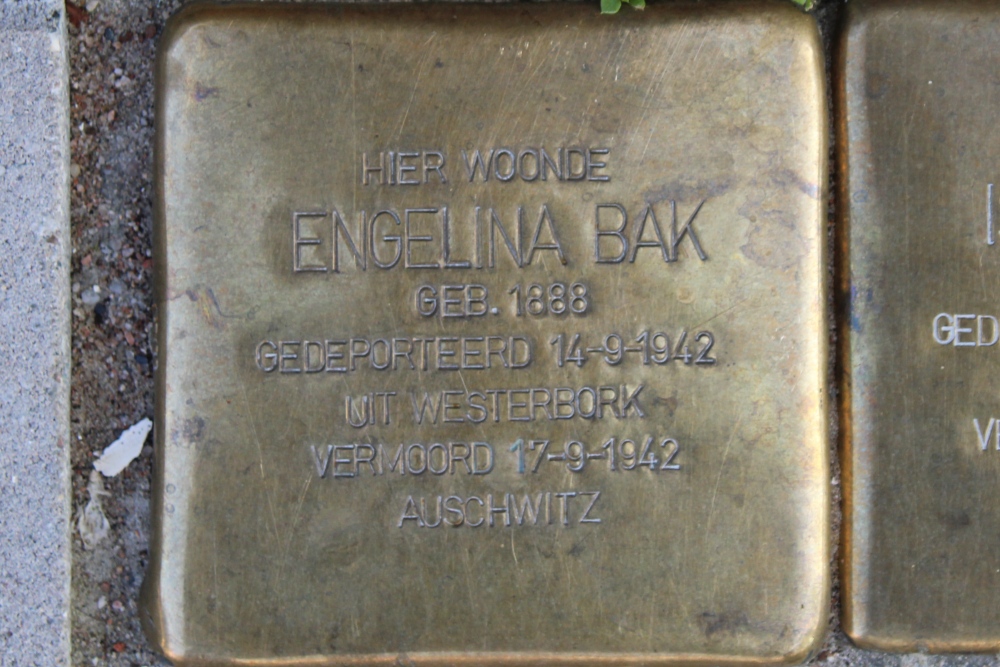 HIER WOONDE
ENGELINA BAK
GEB. 1888
GEDEPORTEERD 14-9-1942
UIT WESTERBORK
VERMOORD 17-9-1942
AUSCHWITZ